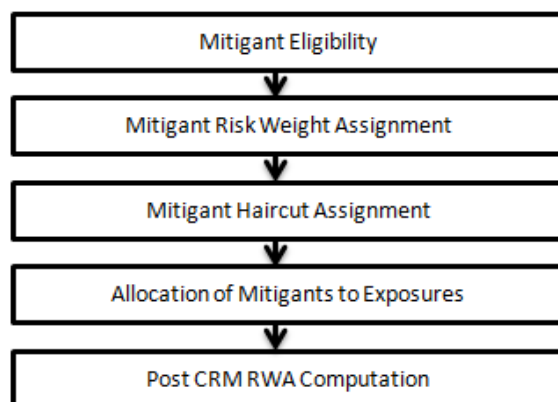 Mitigant Eligibility
Mitigant Risk Weight Assignment
Mitigant Haircut Assignment
Allocation of Mitigants to Exposures
Post CRM RWA Computation